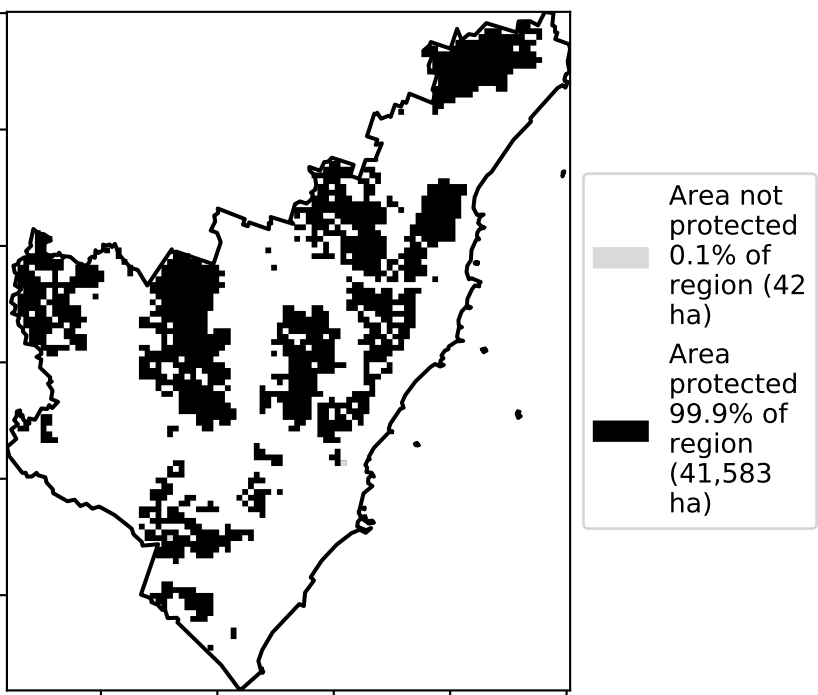 Area not
protected
0.1% of
region (42
ha)
Area
protected
99.9% of
region
(41,583
ha)